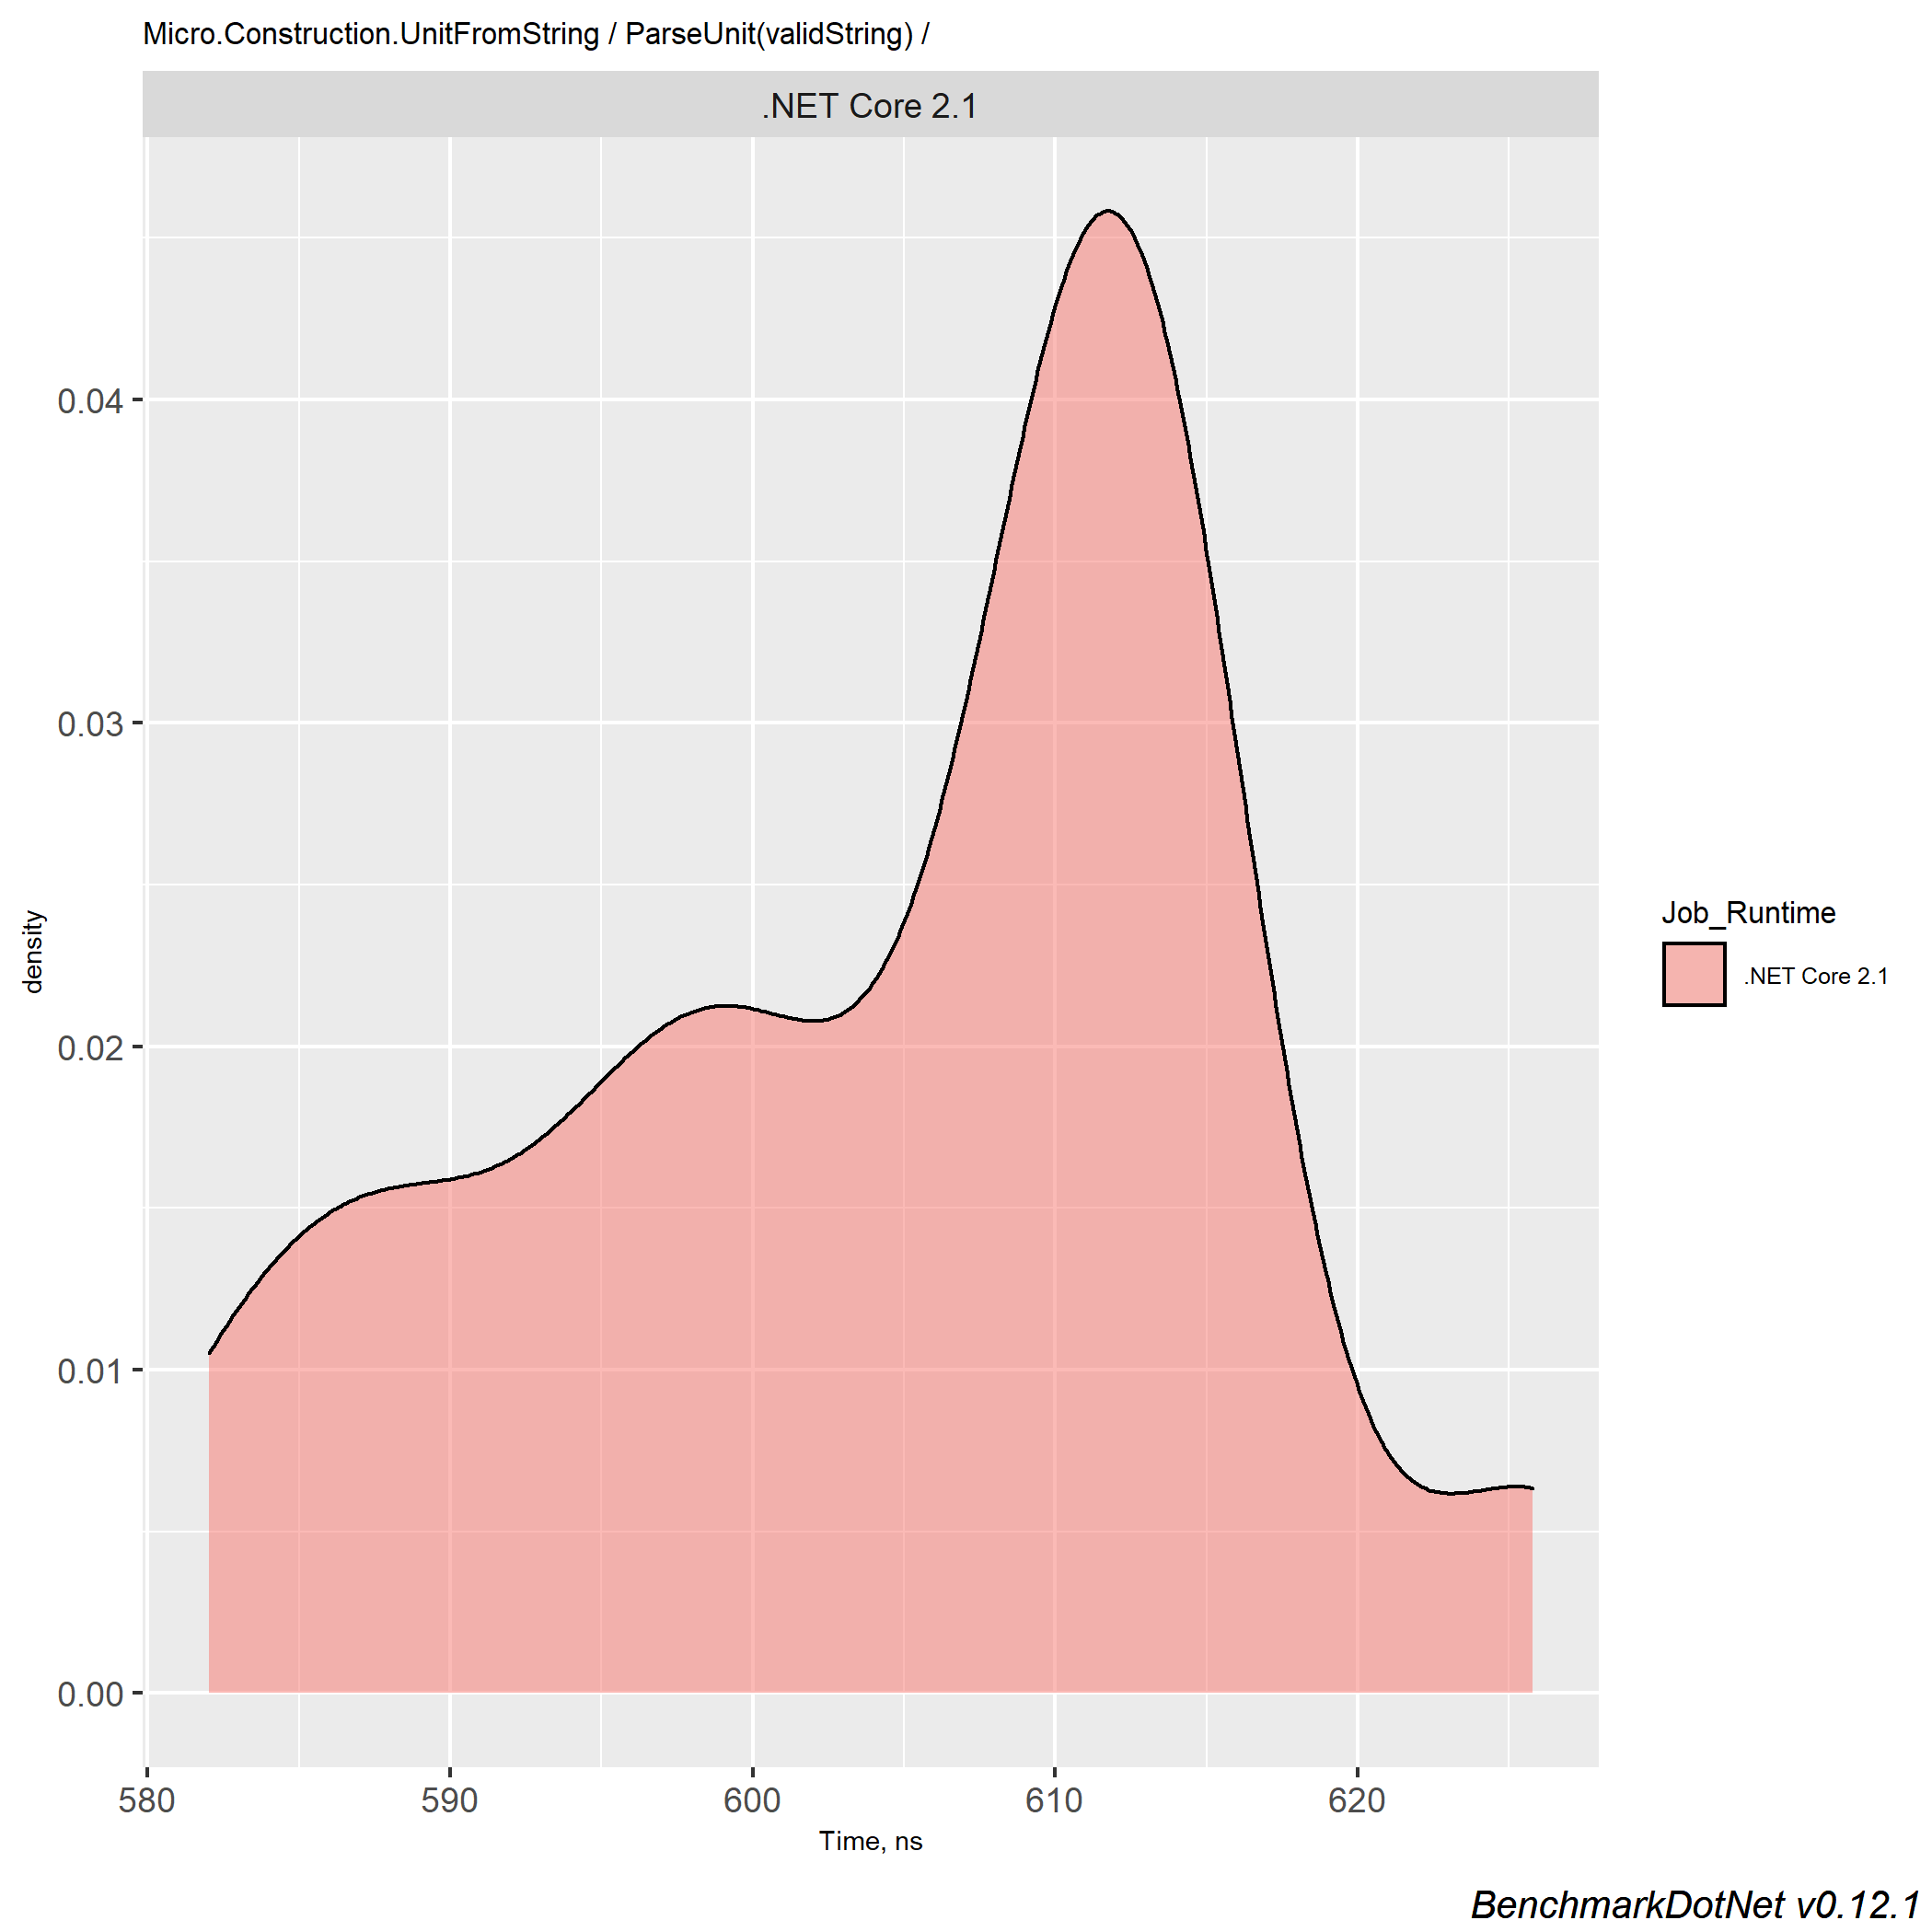 Micro.Construction.UnitFromString / ParseUnit(validString) /
.NET Core 2.1
0.04
0.03
0.02
0.01
0.00
density
580 590 600 610 620
Time, ns
Job_Runtime
.NET Core 2.1
BenchmarkDotNet v0.12.1